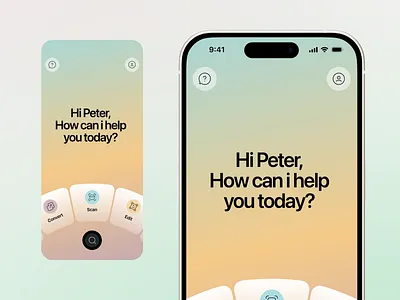 Hi Peter,
How can i help
you today?
Convert
Scan
Edit
9:41
Hi Peter,
How can i help
you today?